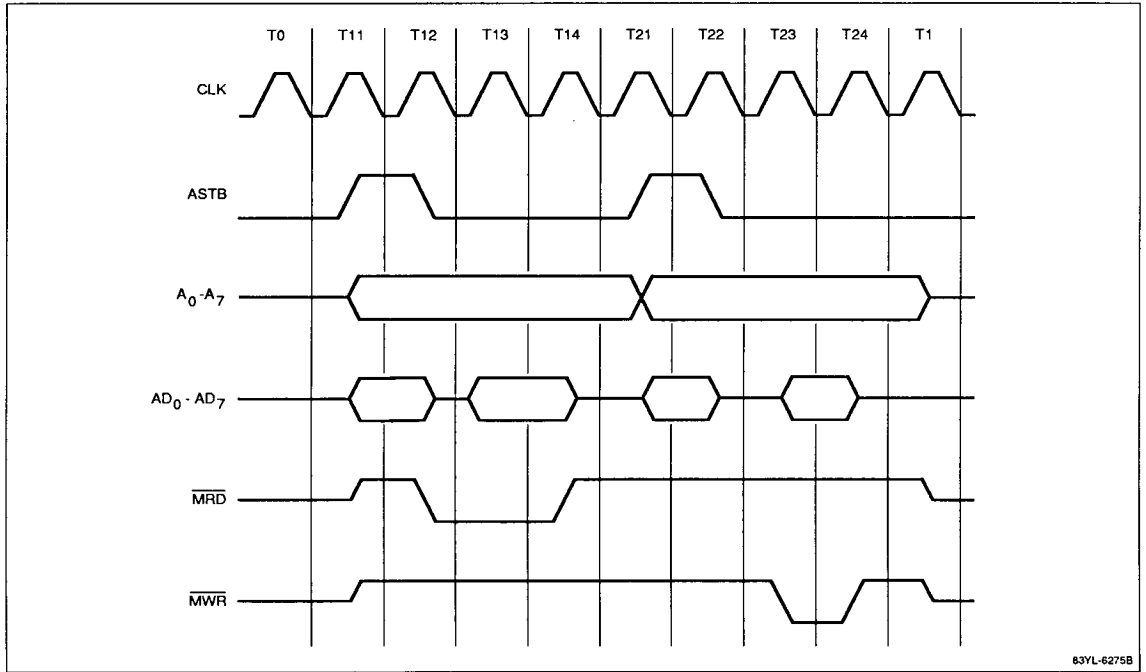 T0 T11 T12 T13 T14 T21 T22 T23 T24 T1
CLK
ASTB
A0-A7
AD0 - AD7
MRD
MWR
83YL-6275B